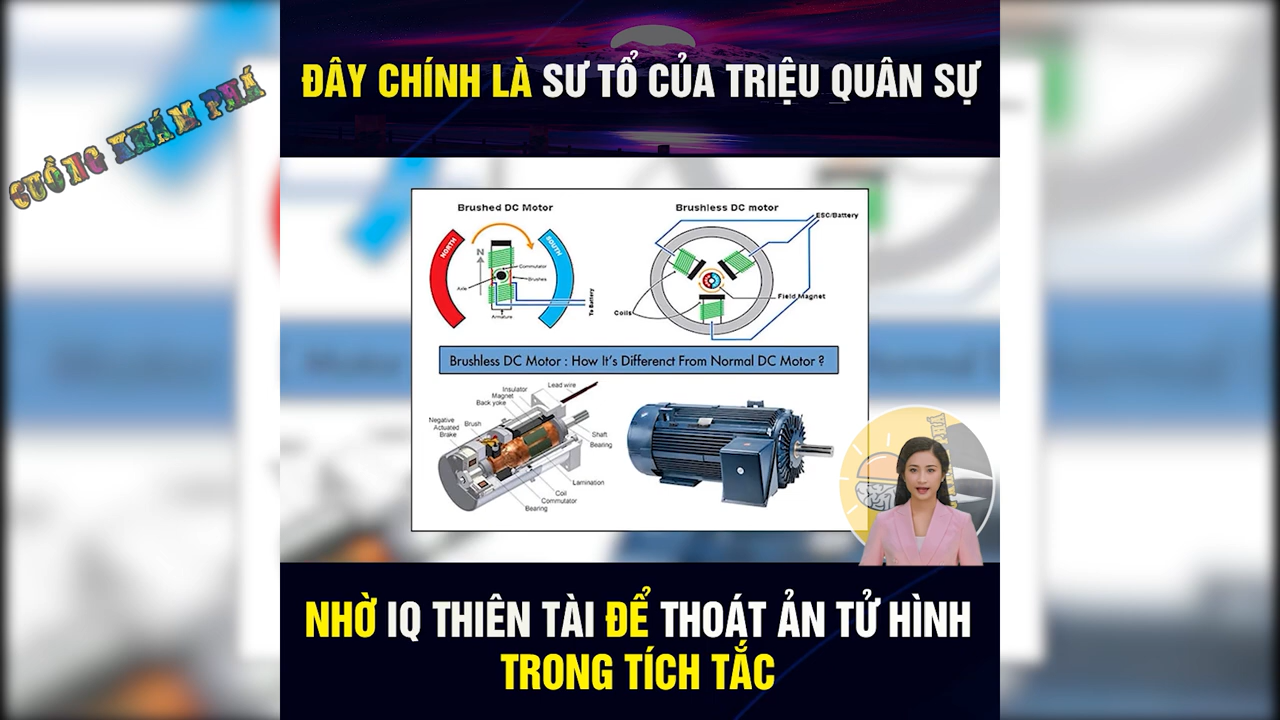 ĐÂY CHÍNH LÀ SƯ TỔ CỦA TRIỆU QUÂN SỰ
CUỒNG KHÁM PHÁ
Brushed DC Motor
Brushless DC motor
ESC/Battery
NORTH
SOUTH
N
Commutator
Brushes
Axle
Armature
To Battery
Field Magnet
Coils
Brushless DC Motor : How It's Differenct From Normal DC Motor ?
Lead wire
Insulator
Magnet
Back yoke
Negative
Actuated
Brake
Brush
Shaft
Bearing
Lamination
Coil
Commutator
Bearing
NHỜ IQ THIÊN TÀI ĐỂ THOÁT ẢN TỬ HÌNH
TRONG TÍCH TẮC